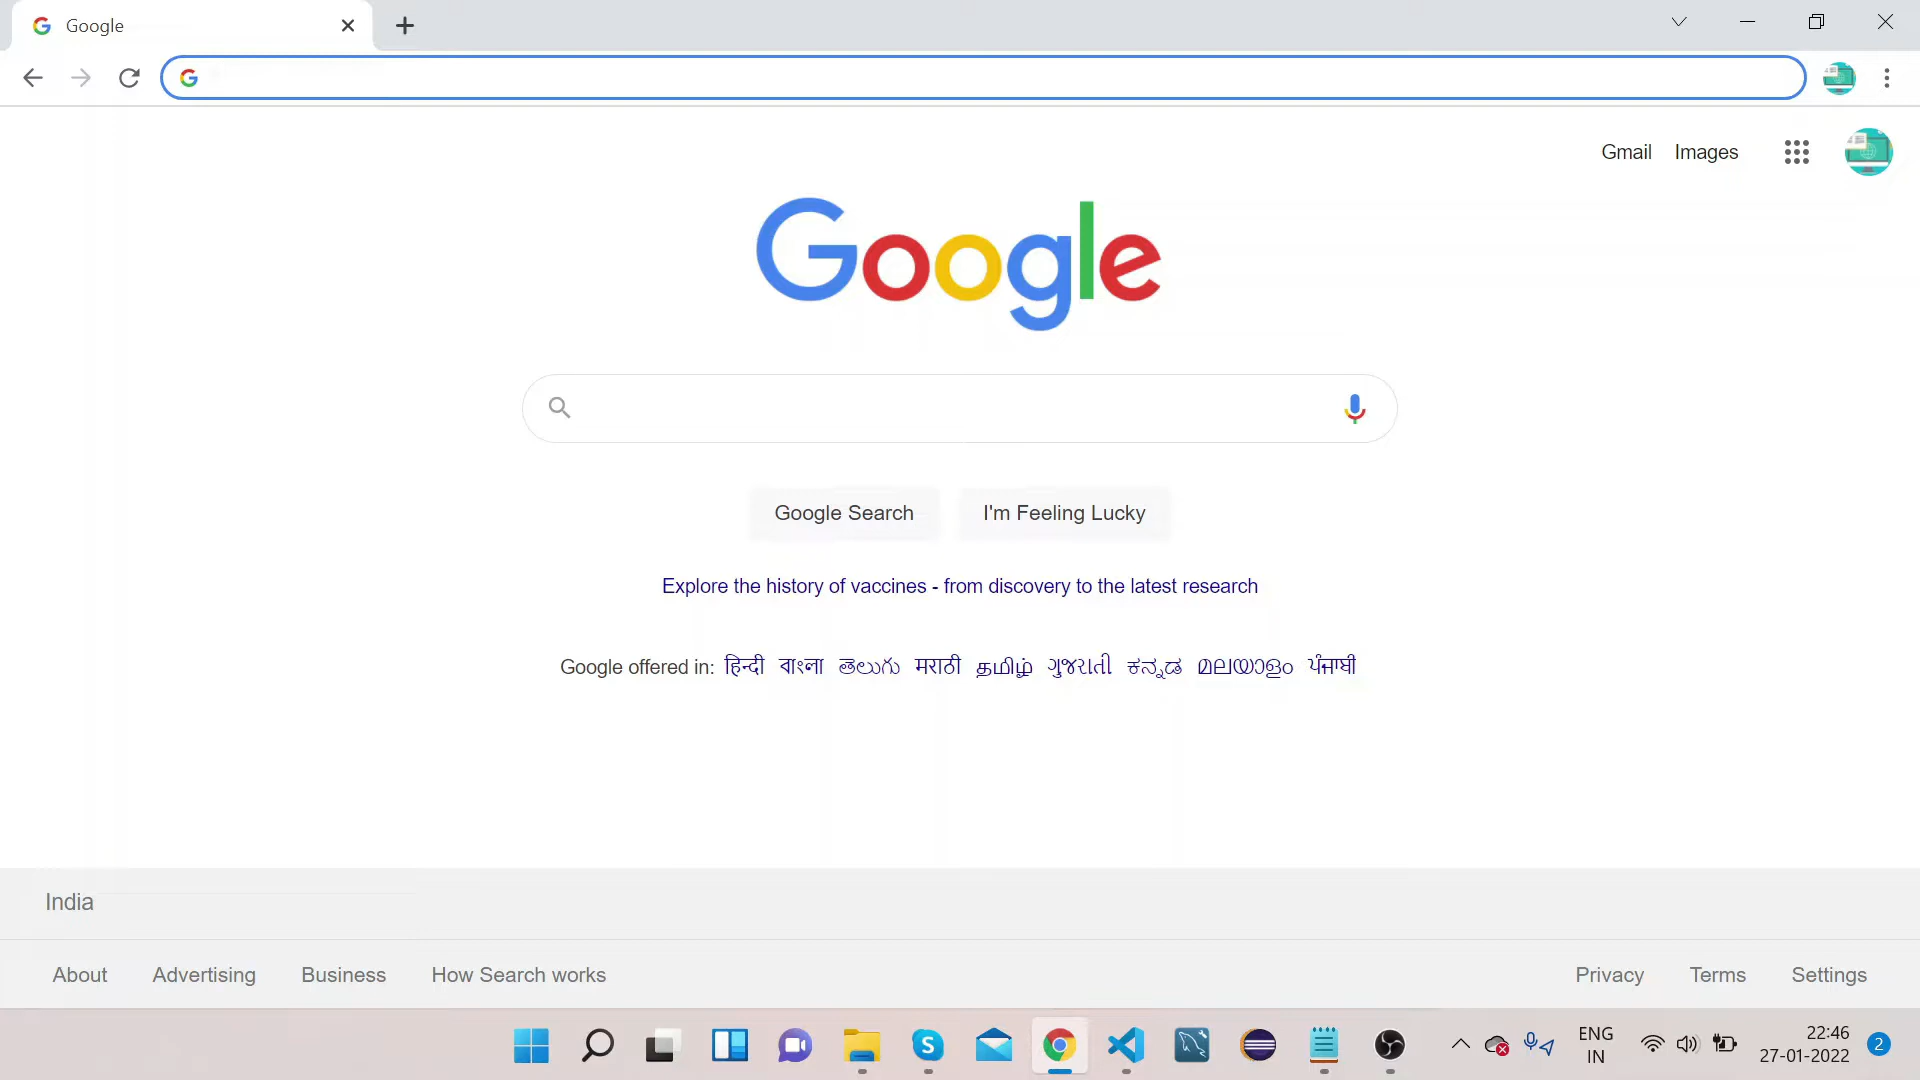 Google
Gmail Images
Google
Google Search I'm Feeling Lucky
Explore the history of vaccines - from discovery to the latest research
Google offered in: हिन्दी বাংলা తెలుగు मराठी தமிழ் ગુજરાતી ಕನ್ನಡ മലയാളം ਪੰਜਾਬੀ
India
About Advertising Business How Search works Privacy Terms Settings
ENG 22:46
IN 27-01-2022 2